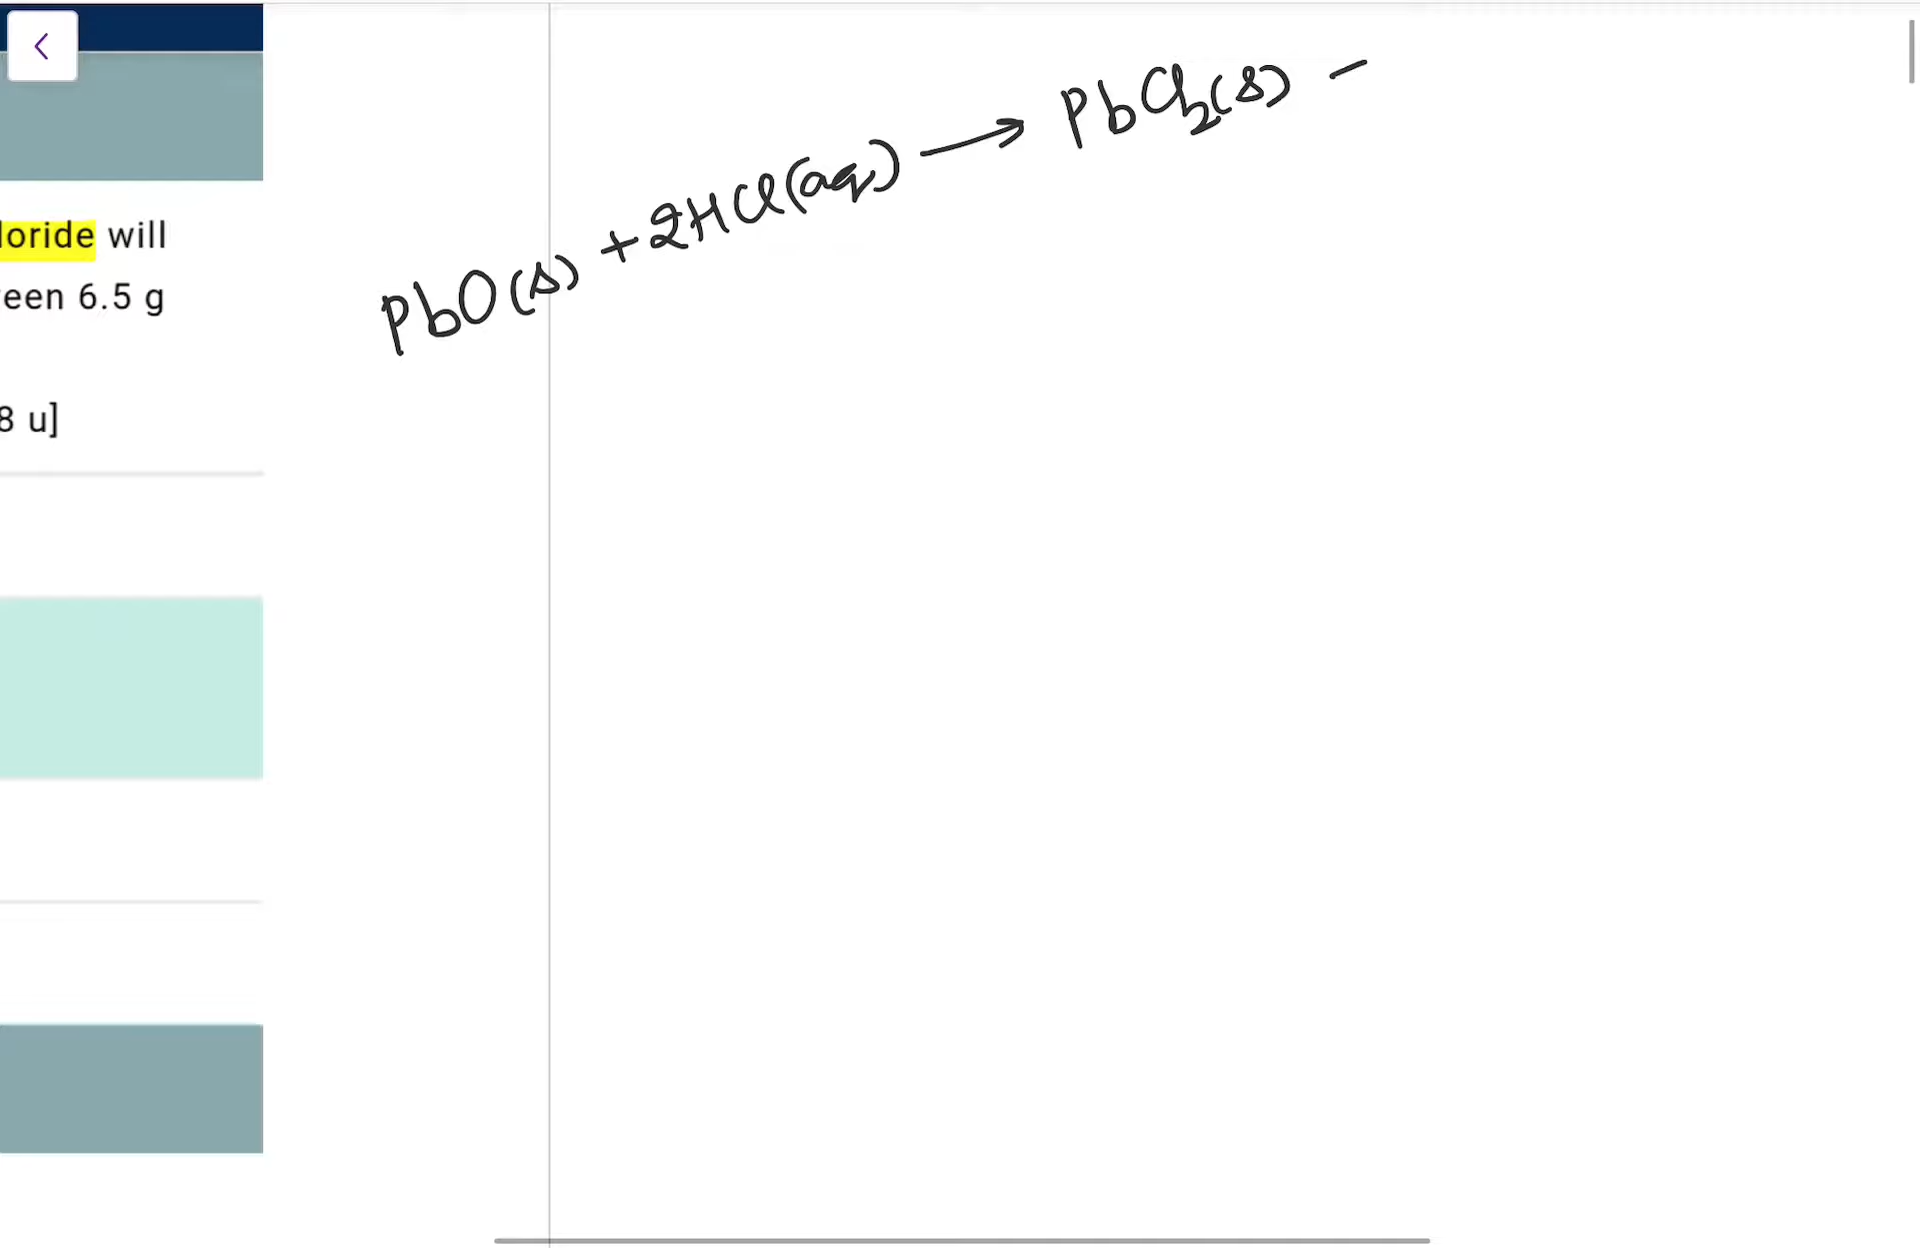 loride will
een 6.5 g
8 u]
PbO(s) + 2HCl(aq) ⟶ PbCl₂(s) –